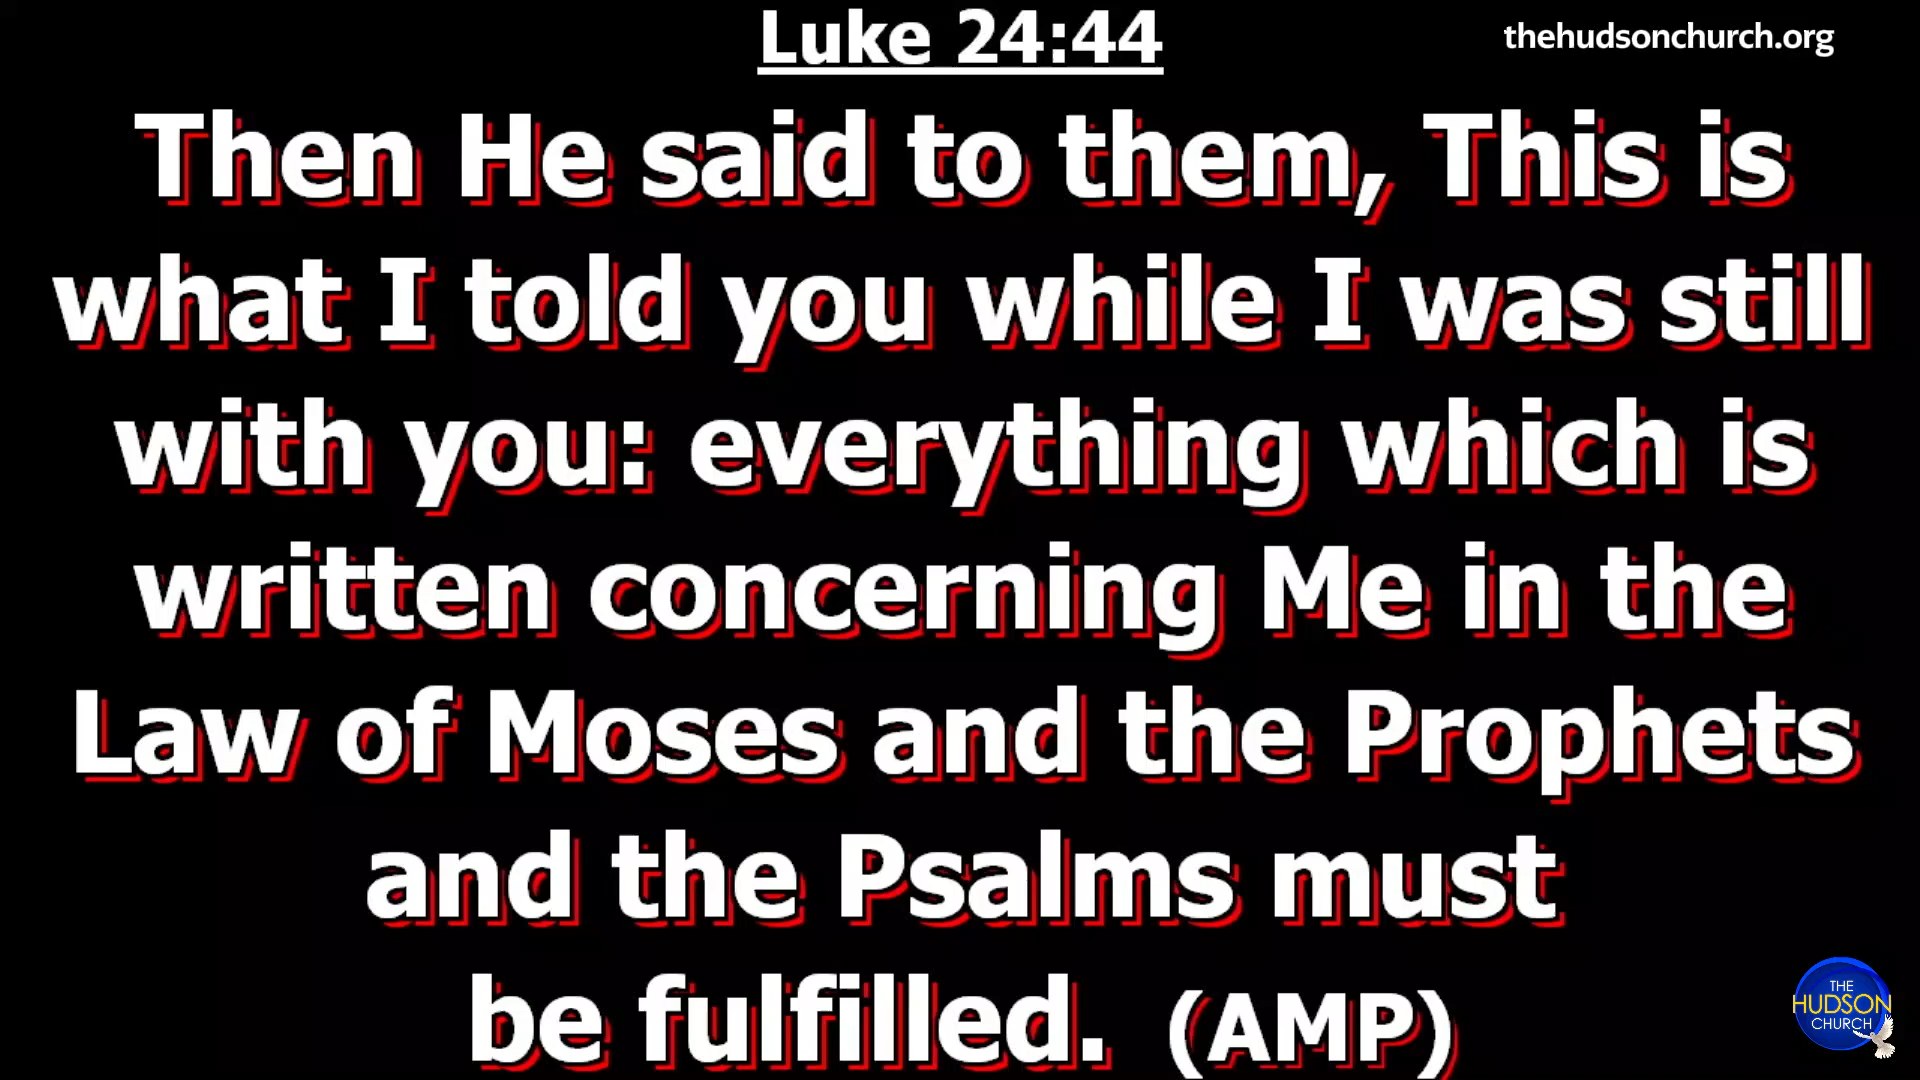 Luke 24:44
thehudsonchurch.org
Then He said to them, This is
what I told you while I was still
with you: everything which is
written concerning Me in the
Law of Moses and the Prophets
and the Psalms must
be fulfilled. (AMP)
THE
HUDSON
CHURCH